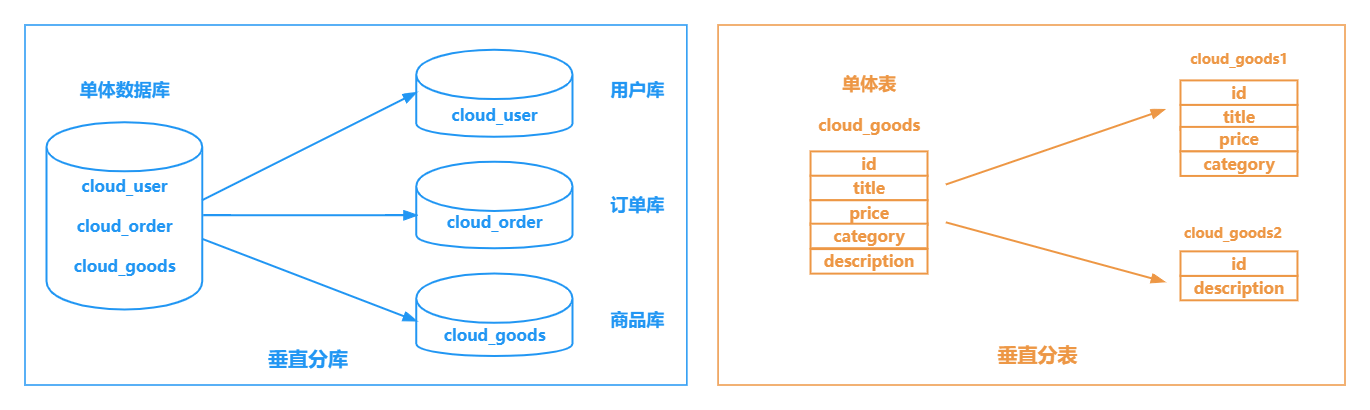 单体数据库
cloud_user
cloud_order
cloud_goods
cloud_user
用户库
cloud_order
订单库
cloud_goods
商品库
垂直分库
单体表
cloud_goods
id
title
price
category
description
cloud_goods1
id
title
price
category
cloud_goods2
id
description
垂直分表